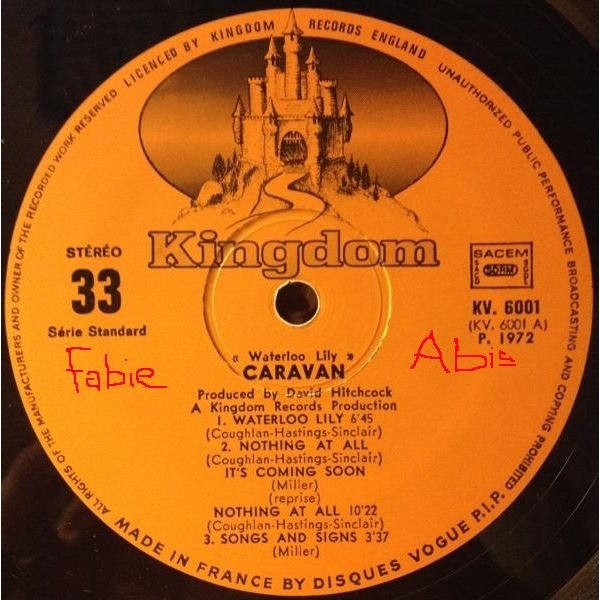 ALL RIGHTS OF THE MANUFACTURERS AND OWNER OF THE RECORDED WORK RESERVED LICENCED BY KINGDOM RECORDS ENGLAND UNAUTHORIZED PUBLIC PERFORMANCE BROADCASTING AND COPYING PROHIBITED
Kingdom
STÉRÉO
33
Série Standard
SACEM
SACD SDRM SGDL
KV. 6001
(KV. 6001 A)
P. 1972
Fabie
Abis
« Waterloo Lily »
CARAVAN
Produced by David Hitchcock
A Kingdom Records Production
1. WATERLOO LILY 6'45
(Coughlan-Hastings-Sinclair)
2. NOTHING AT ALL
(Coughlan-Hastings-Sinclair)
IT'S COMING SOON
(Miller)
(reprise)
NOTHING AT ALL 10'22
(Coughlan-Hastings-Sinclair)
3. SONGS AND SIGNS 3'37
(Miller)
MADE IN FRANCE BY DISQUES VOGUE P.I.P.